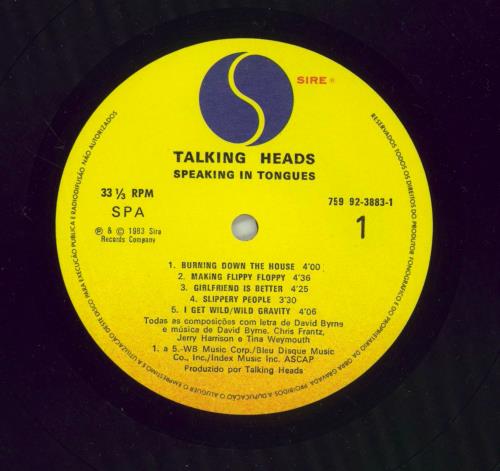 SIRE ®
TALKING HEADS
SPEAKING IN TONGUES
33 ⅓ RPM
SPA
℗ & © 1983 Sire
Records Company
759 92-3883-1
1
1. BURNING DOWN THE HOUSE 4'00
2. MAKING FLIPPY FLOPPY 4'36
3. GIRLFRIEND IS BETTER 4'25
4. SLIPPERY PEOPLE 3'30
5. I GET WILD/WILD GRAVITY 4'06
Todas as composições com letra de David Byrne
e música de David Byrne, Chris Frantz,
Jerry Harrison e Tina Weymouth
1. a 5.-WB Music Corp./Bleu Disque Music
Co., Inc./Index Music Inc. ASCAP
Produzido por Talking Heads
RESERVADOS TODOS OS DIREITOS DO PRODUTOR FONOGRÁFICO E DO PROPRIETÁRIO DA OBRA GRAVADA. PROIBIDOS A DUPLICAÇÃO O ALUGUER O EMPRÉSTIMO E A UTILIZAÇÃO DESTE DISCO PARA EXECUÇÃO PÚBLICA E RADIODIFUSÃO NÃO AUTORIZADOS